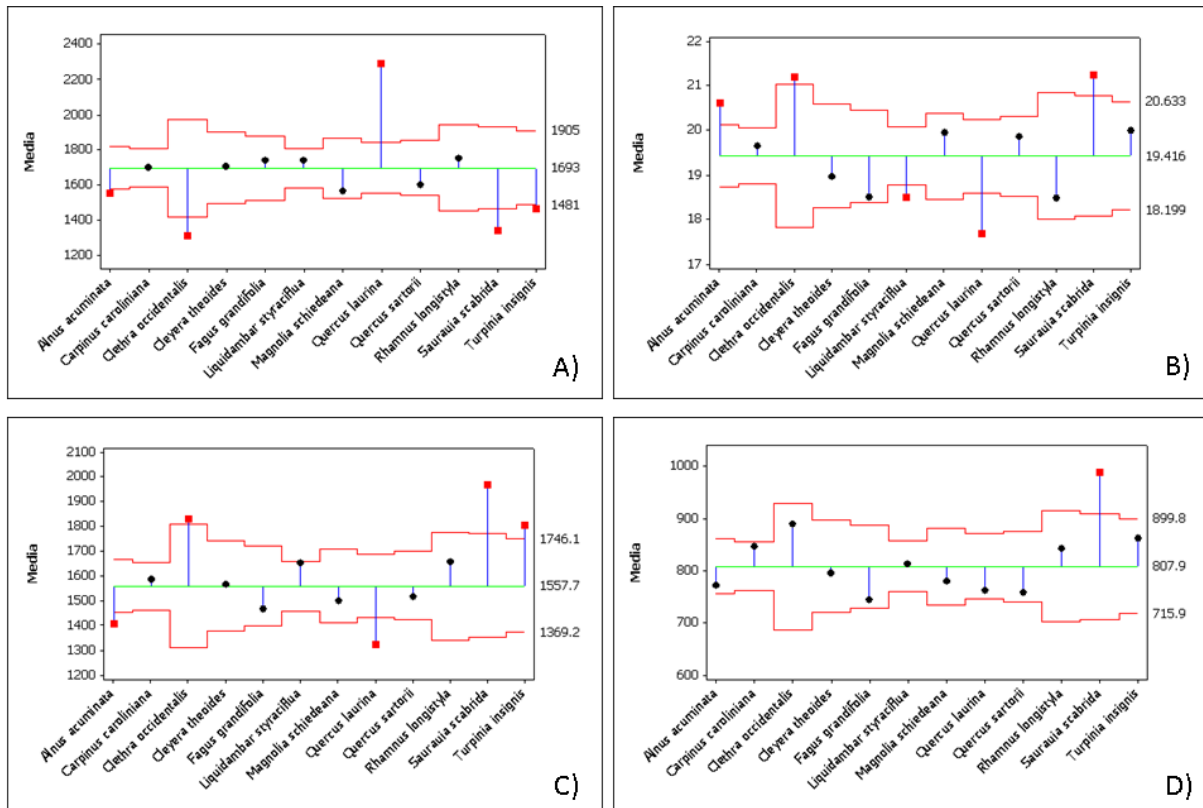 Media
2400
2200
2000
1800
1600
1400
1200
1905
1693
1481
Alnus acuminata
Carpinus caroliniana
Clethra occidentalis
Cleyera theoides
Fagus grandifolia
Liquidambar styraciflua
Magnolia schiedeana
Quercus laurina
Quercus sartorii
Rhamnus longistyla
Saurauia scabrida
Turpinia insignis
A)
Media
22
21
20
19
18
17
20.633
19.416
18.199
Alnus acuminata
Carpinus caroliniana
Clethra occidentalis
Cleyera theoides
Fagus grandifolia
Liquidambar styraciflua
Magnolia schiedeana
Quercus laurina
Quercus sartorii
Rhamnus longistyla
Saurauia scabrida
Turpinia insignis
B)
Media
2100
2000
1900
1800
1700
1600
1500
1400
1300
1200
1746.1
1557.7
1369.2
Alnus acuminata
Carpinus caroliniana
Clethra occidentalis
Cleyera theoides
Fagus grandifolia
Liquidambar styraciflua
Magnolia schiedeana
Quercus laurina
Quercus sartorii
Rhamnus longistyla
Saurauia scabrida
Turpinia insignis
C)
Media
1000
900
800
700
600
899.8
807.9
715.9
Alnus acuminata
Carpinus caroliniana
Clethra occidentalis
Cleyera theoides
Fagus grandifolia
Liquidambar styraciflua
Magnolia schiedeana
Quercus laurina
Quercus sartorii
Rhamnus longistyla
Saurauia scabrida
Turpinia insignis
D)